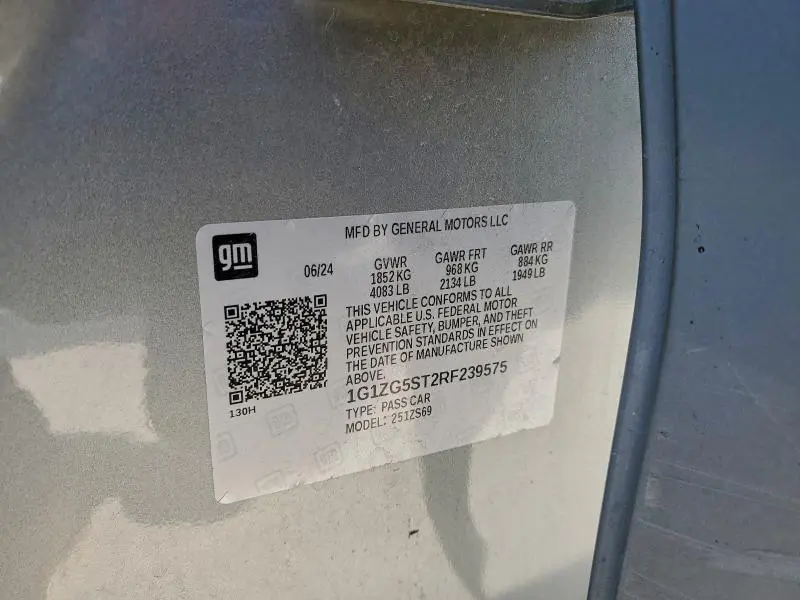 MFD BY GENERAL MOTORS LLC
gm
06/24
GVWR
1852 KG
4083 LB
GAWR FRT
968 KG
2134 LB
GAWR RR
884 KG
1949 LB
THIS VEHICLE CONFORMS TO ALL
APPLICABLE U.S. FEDERAL MOTOR
VEHICLE SAFETY, BUMPER, AND THEFT
PREVENTION STANDARDS IN EFFECT ON
THE DATE OF MANUFACTURE SHOWN
ABOVE.
1G1ZG5ST2RF239575
TYPE: PASS CAR
MODEL: 251ZS69
130H